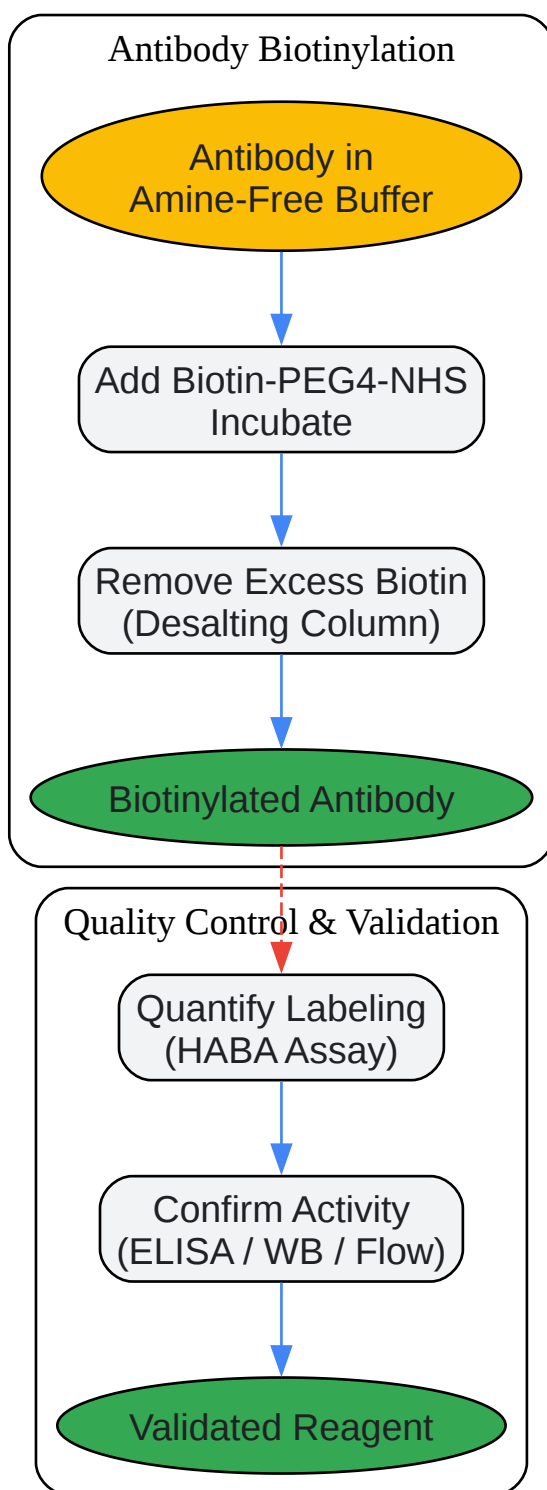 Antibody Biotinylation
Antibody in
Amine-Free Buffer
Add Biotin-PEG4-NHS
Incubate
Remove Excess Biotin
(Desalting Column)
Biotinylated Antibody
Quality Control & Validation
Quantify Labeling
(HABA Assay)
Confirm Activity
(ELISA / WB / Flow)
Validated Reagent